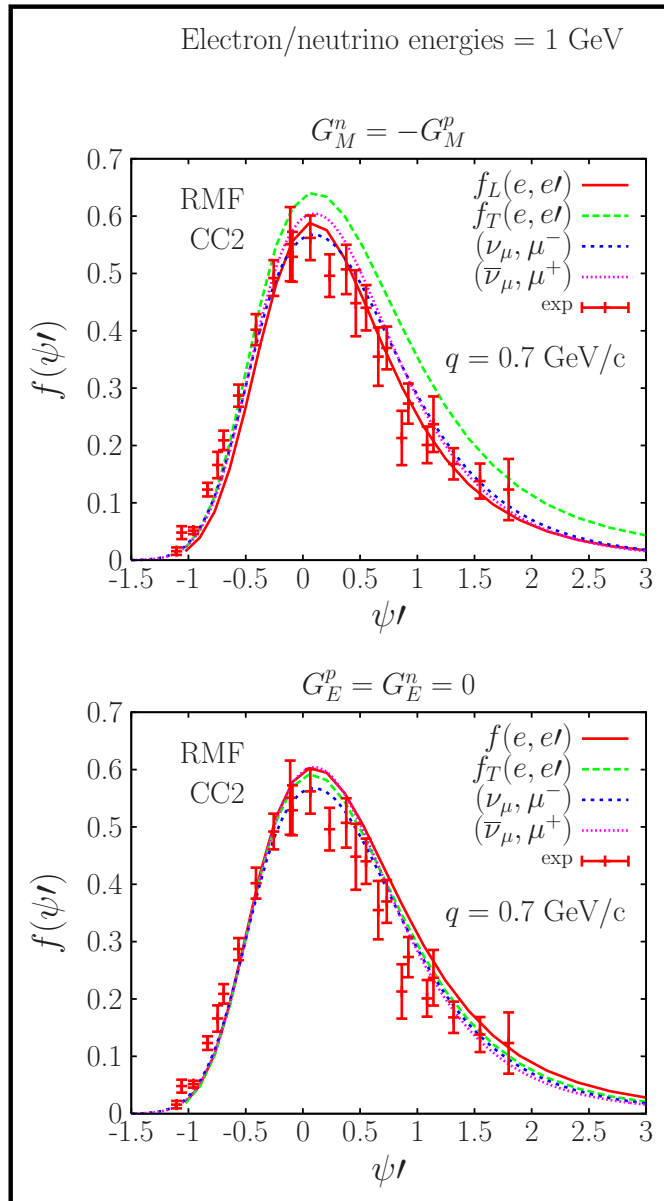 Electron/neutrino energies = 1 GeV
G_M^n = −G_M^p
0.7
0.6
0.5
0.4
0.3
0.2
0.1
0
f(ψ′)
RMF
CC2
f_L(e, e′)
f_T(e, e′)
(ν_μ, μ^−)
(ν̅_μ, μ^+)
exp
q = 0.7 GeV/c
-1.5 -1 -0.5 0 0.5 1 1.5 2 2.5 3
ψ′
G_E^p = G_E^n = 0
0.7
0.6
0.5
0.4
0.3
0.2
0.1
0
f(ψ′)
RMF
CC2
f(e, e′)
f_T(e, e′)
(ν_μ, μ^−)
(ν̅_μ, μ^+)
exp
q = 0.7 GeV/c
-1.5 -1 -0.5 0 0.5 1 1.5 2 2.5 3
ψ′